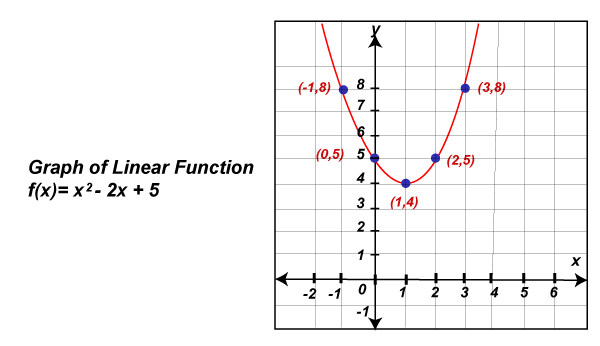 Graph of Linear Function
f(x)= x² - 2x + 5
y
(-1,8)
8
(3,8)
7
6
(0,5)
5
(2,5)
4
(1,4)
3
2
1
x
-2 -1 0 1 2 3 4 5 6
-1